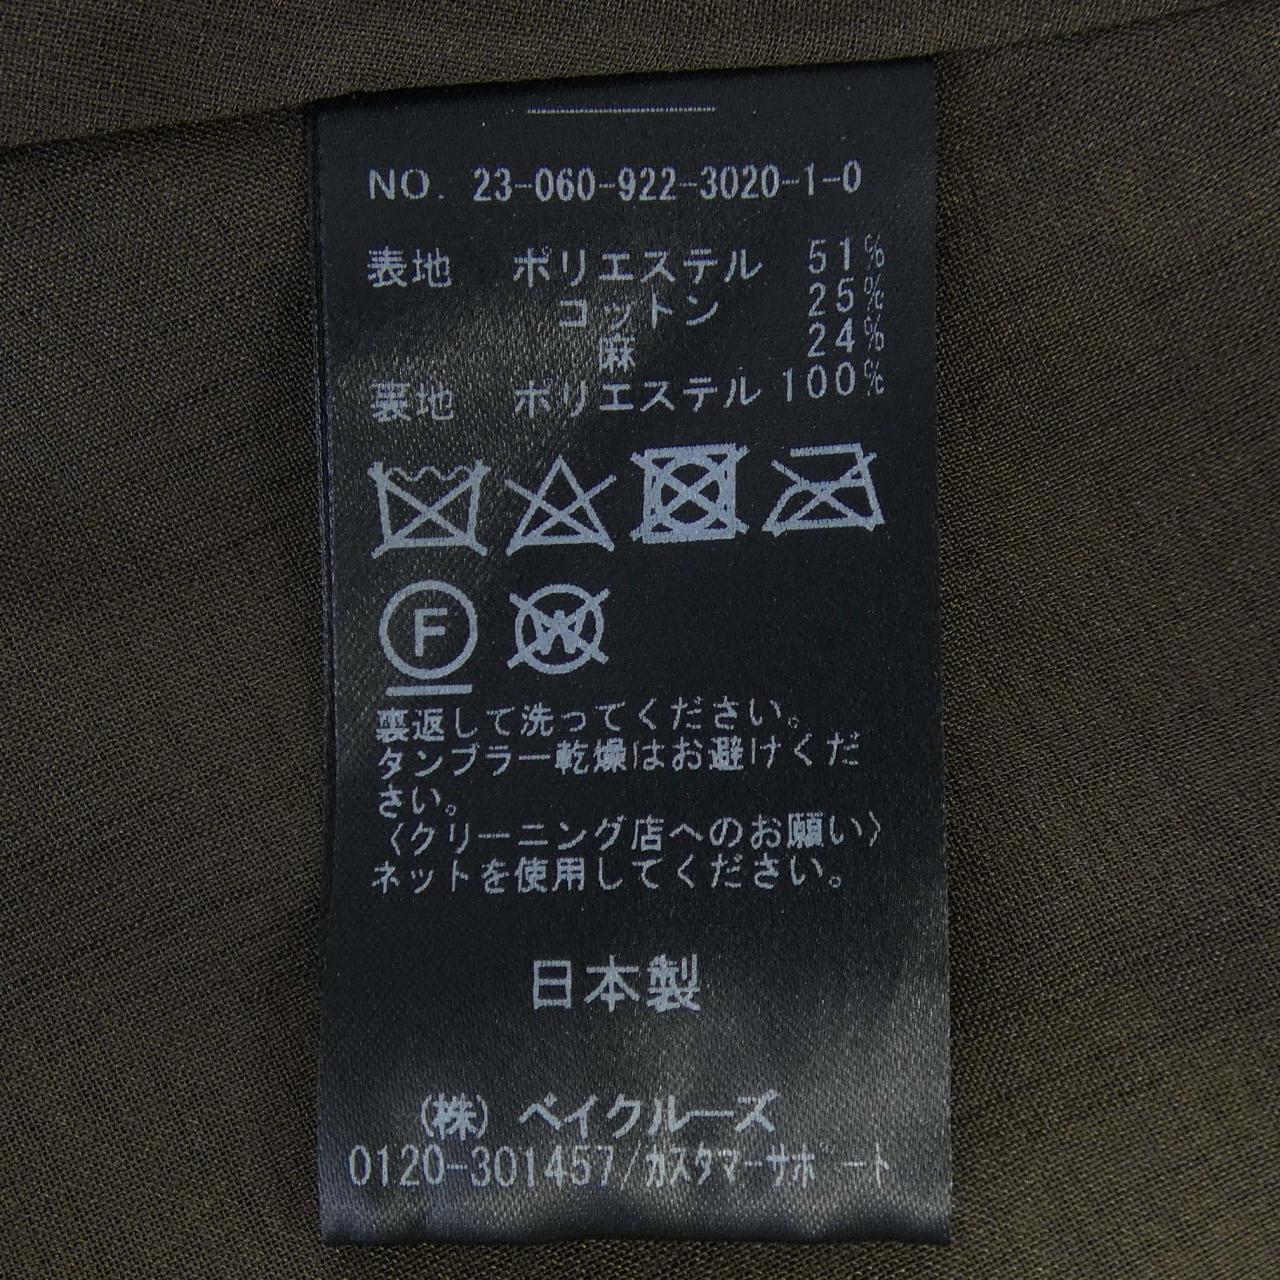 NO. 23-060-922-3020-1-0
表地 ポリエステル 51%
コットン 25%
麻 24%
裏地 ポリエステル 100%
F W
裏返して洗ってください。
タンブラー乾燥はお避けくだ
さい。
〈クリーニング店へのお願い〉
ネットを使用してください。
日本製
(株) ベイクルーズ
0120-301457/カスタマーサポート